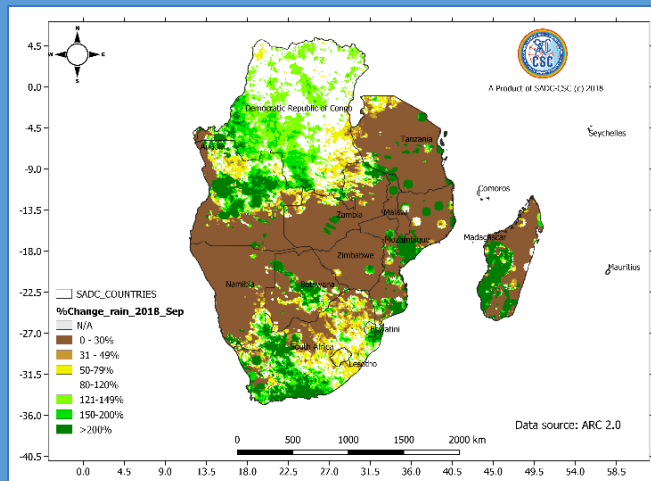 N
W E
S
SADC
CSC
A Product of SADC-CSC (c) 2018
4.5
0.0
-4.5
-9.0
-13.5
-18.0
-22.5
-27.0
-31.5
-36.0
-40.5
Democratic Republic of Congo
Tanzania
Seychelles
Angola
Comoros
Zambia
Malawi
Mozambique
Madagascar
Zimbabwe
Mauritius
Namibia
Botswana
Eswatini
South Africa
Lesotho
SADC_COUNTRIES
%Change_rain_2018_Sep
N/A
0 - 30%
31 - 49%
50-79%
80-120%
121-149%
150-200%
>200%
Data source: ARC 2.0
0 500 1000 1500 2000 km
0.0 4.5 9.0 13.5 18.0 22.5 27.0 31.5 36.0 40.5 45.0 49.5 54.0 58.5